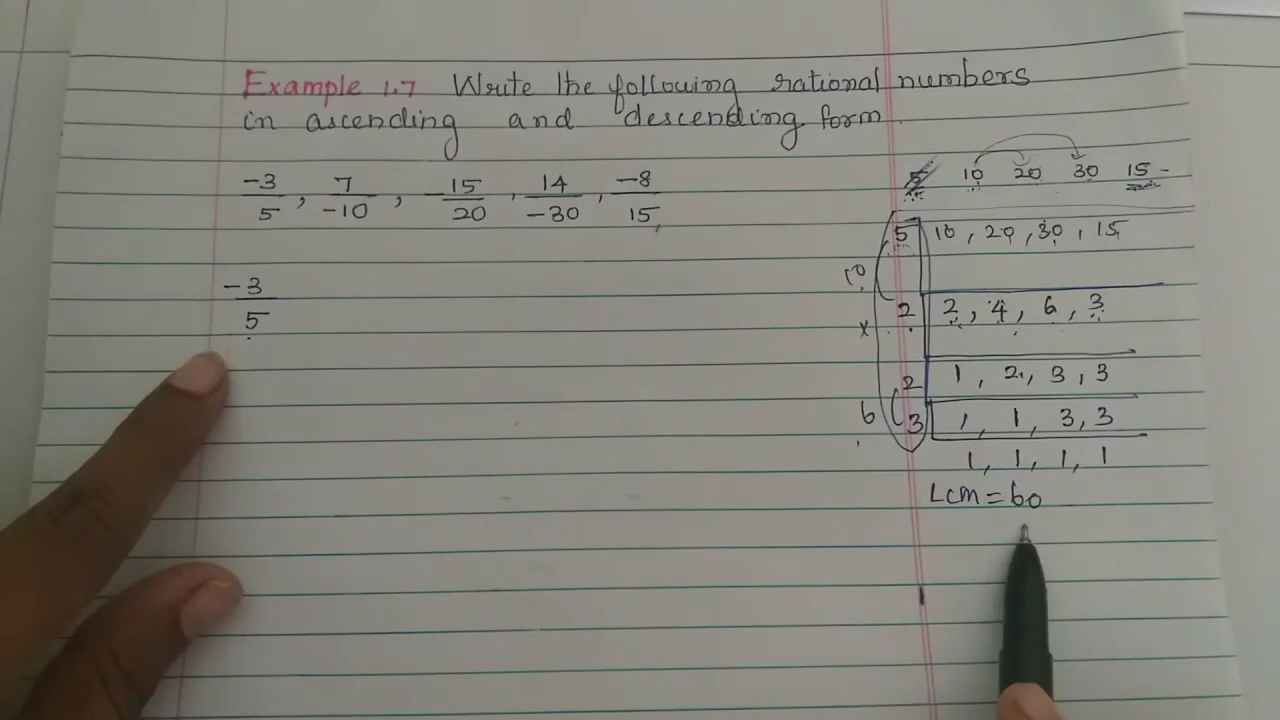 Example 1.7 Write the following rational numbers
in ascending and descending form.
-3/5, 7/-10, -15/20, 14/-30, -8/15
10 20 30 15 -
5 | 10, 20, 30, 15
10
2 | 2, 4, 6, 3
x
2 | 1, 2, 3, 3
6 3 | 1, 1, 3, 3
1, 1, 1, 1
-3/5
LCM = 60